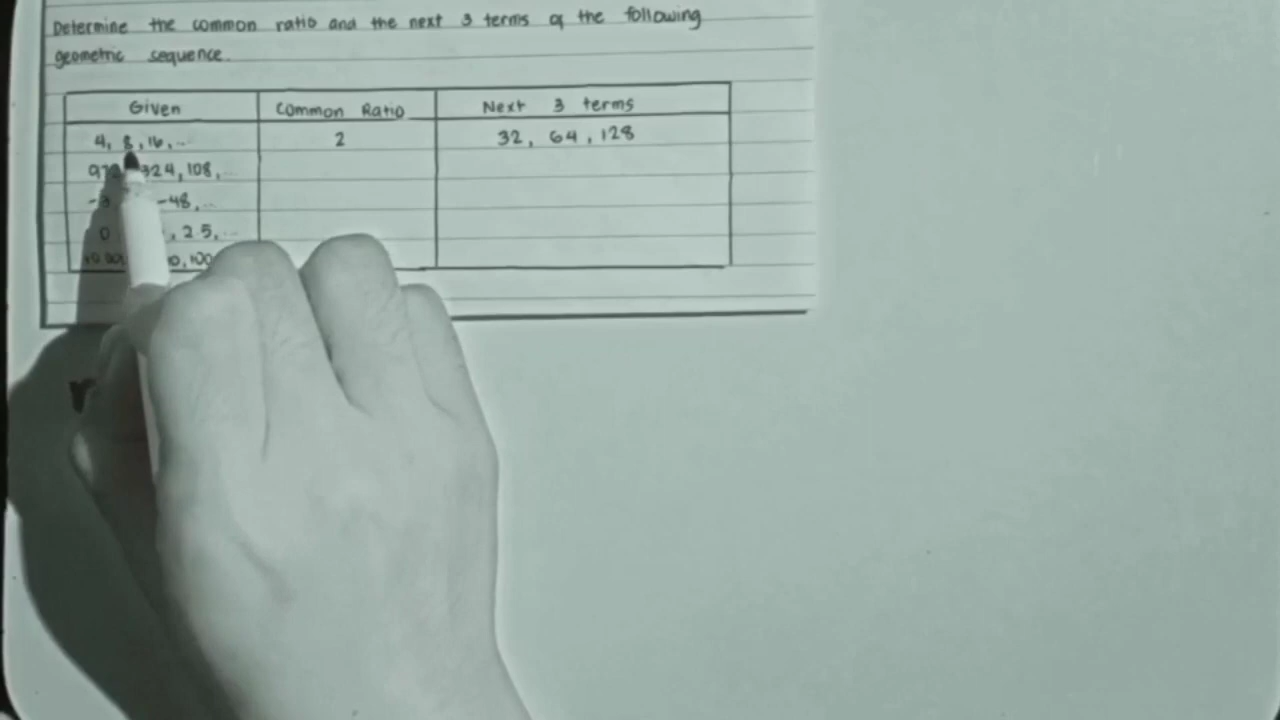 Determine the common ratio and the next 3 terms of the following
geometric sequence.
Given Common Ratio Next 3 terms
4, 8, 16, .. 2 32, 64, 128
324, 108, ..
-48, ..
0 , 2.5, ..